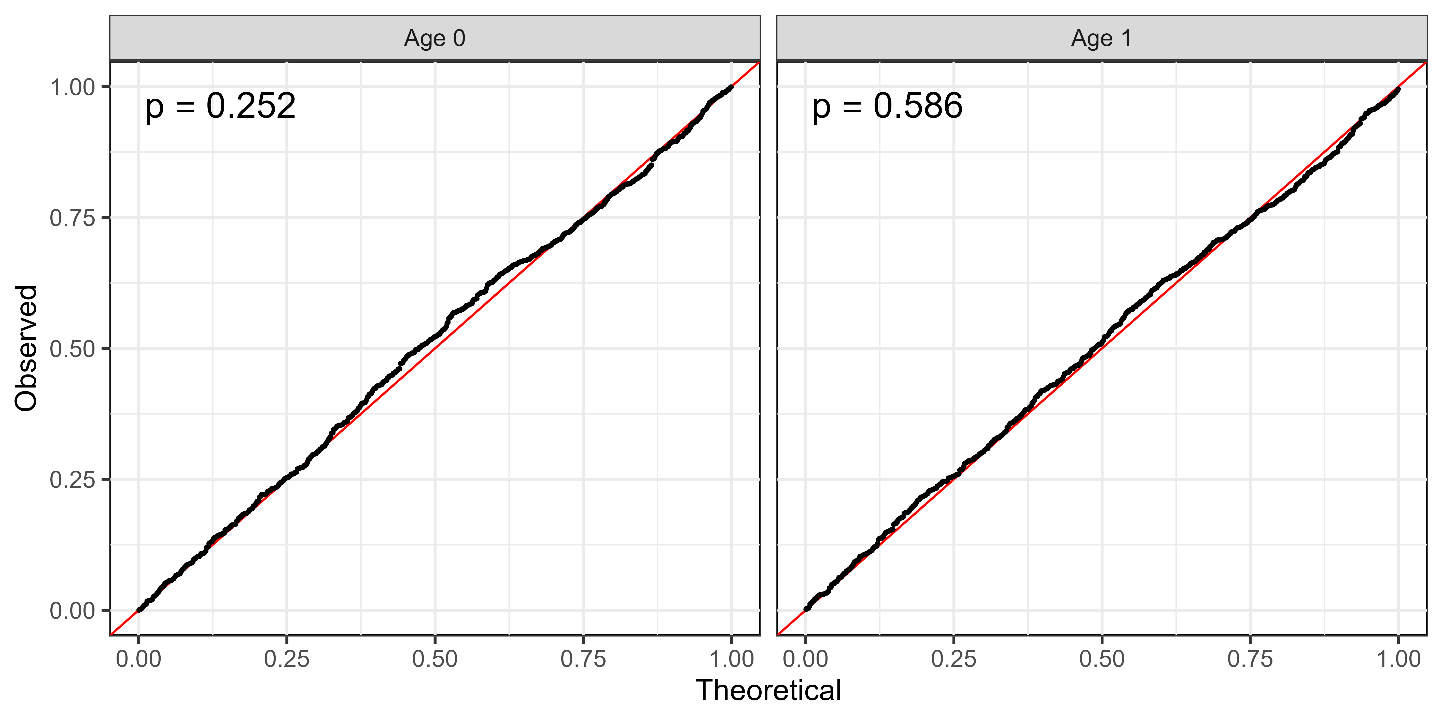 Age 0
Age 1
p = 0.252
p = 0.586
1.00
0.75
0.50
0.25
0.00
Observed
0.00 0.25 0.50 0.75 1.00
0.00 0.25 0.50 0.75 1.00
Theoretical